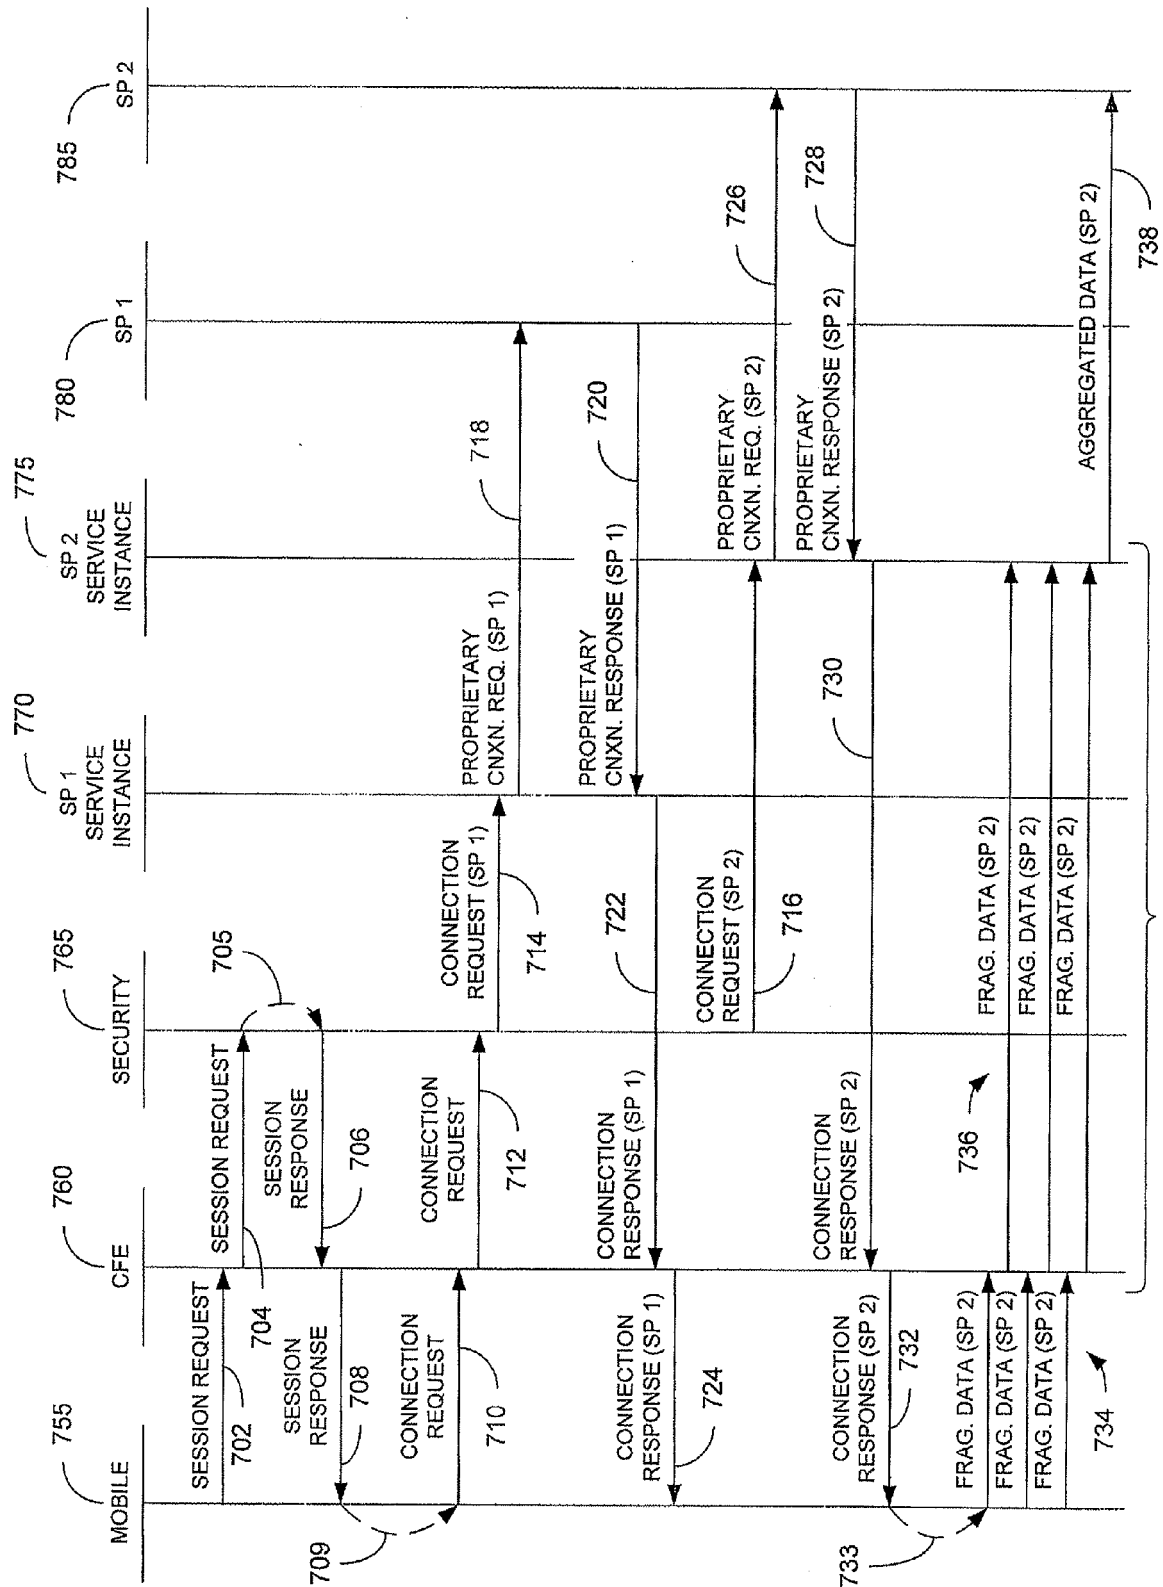 755
MOBILE
760
CFE
765
SECURITY
770
SP 1
SERVICE
INSTANCE
775
SP 2
SERVICE
INSTANCE
780
SP 1
785
SP 2
SESSION REQUEST
702
SESSION REQUEST
704
705
SESSION
RESPONSE
706
SESSION
RESPONSE
708
709
CONNECTION
REQUEST
710
CONNECTION
REQUEST
712
CONNECTION
REQUEST (SP 1)
714
PROPRIETARY
CNXN. REQ. (SP 1)
718
PROPRIETARY
CNXN. RESPONSE (SP 1)
720
CONNECTION
RESPONSE (SP 1)
722
CONNECTION
RESPONSE (SP 1)
724
CONNECTION
REQUEST (SP 2)
716
PROPRIETARY
CNXN. REQ. (SP 2)
726
PROPRIETARY
CNXN. RESPONSE (SP 2)
728
CONNECTION
RESPONSE (SP 2)
730
CONNECTION
RESPONSE (SP 2)
732
733
FRAG. DATA (SP 2)
FRAG. DATA (SP 2)
FRAG. DATA (SP 2)
734
736
FRAG. DATA (SP 2)
FRAG. DATA (SP 2)
FRAG. DATA (SP 2)
AGGREGATED DATA (SP 2)
738